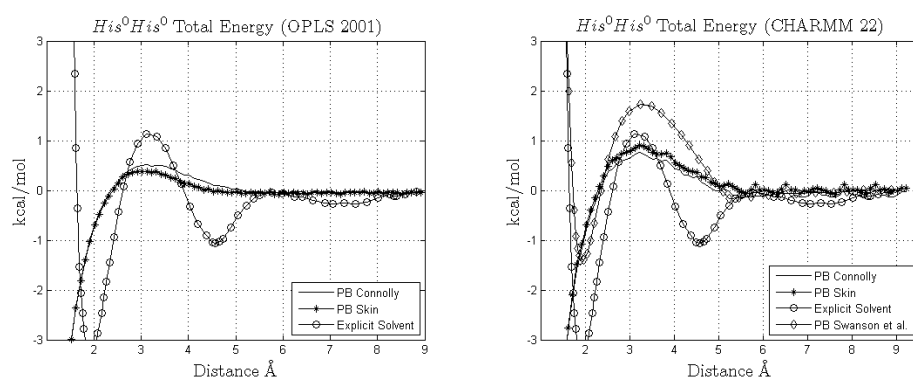 His⁰His⁰ Total Energy (OPLS 2001)
3
2
1
0
-1
-2
-3
kcal/mol
2 3 4 5 6 7 8 9
Distance Å
PB Connolly
PB Skin
Explicit Solvent
His⁰His⁰ Total Energy (CHARMM 22)
3
2
1
0
-1
-2
-3
kcal/mol
2 3 4 5 6 7 8 9
Distance Å
PB Connolly
PB Skin
Explicit Solvent
PB Swanson et al.